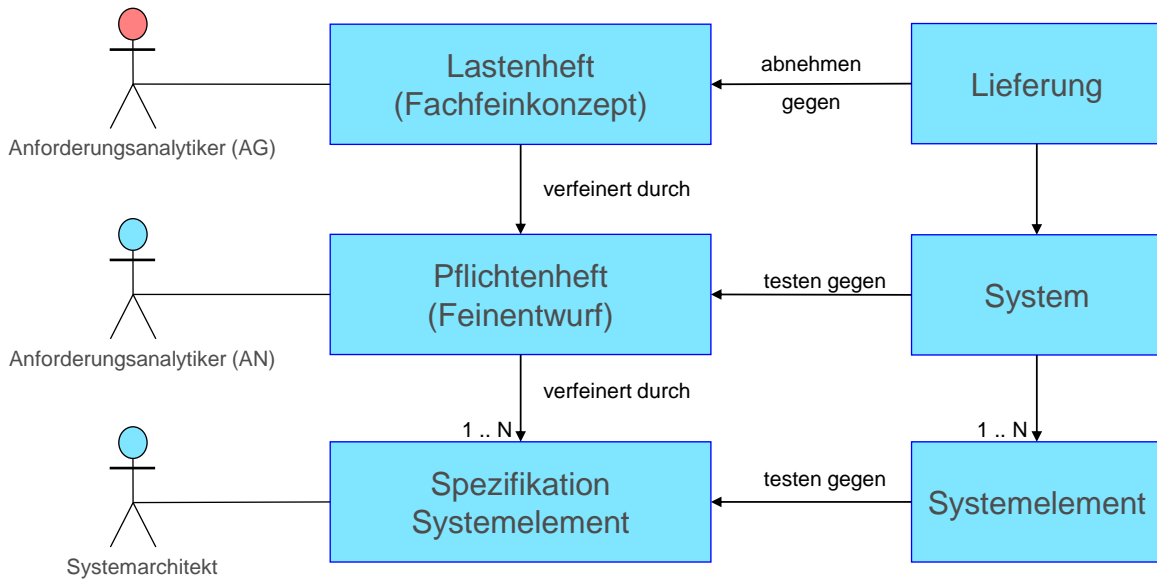 Lastenheft
(Fachfeinkonzept)
abnehmen
gegen
Lieferung
Anforderungsanalytiker (AG)
verfeinert durch
Pflichtenheft
(Feinentwurf)
testen gegen
System
Anforderungsanalytiker (AN)
verfeinert durch
1 .. N
1 .. N
Spezifikation
Systemelement
testen gegen
Systemelement
Systemarchitekt